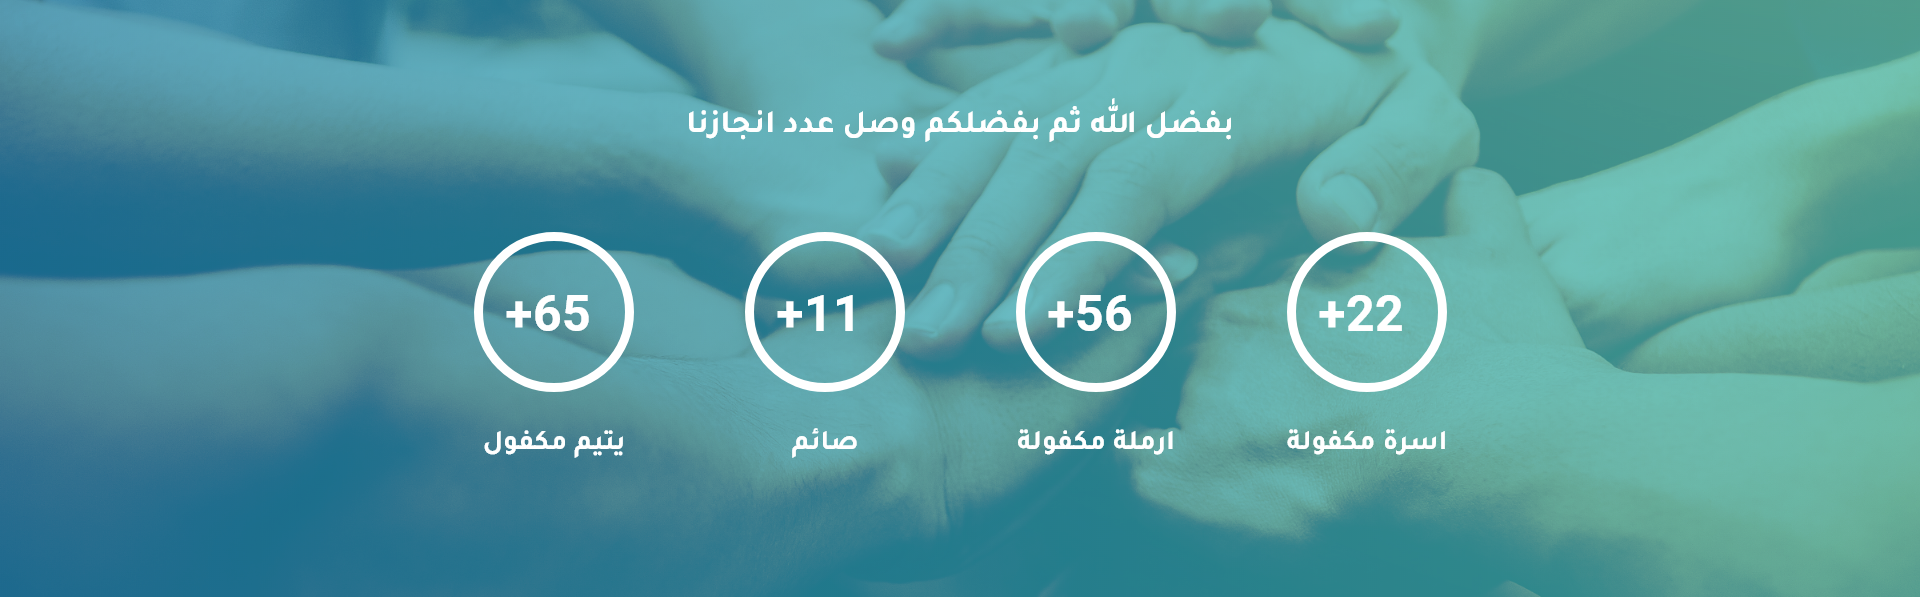 بفضل الله ثم بفضلكم وصل عدد انجازنا
+22
+56
+11
+65
اسرة مكفولة
ارملة مكفولة
صائم
يتيم مكفول